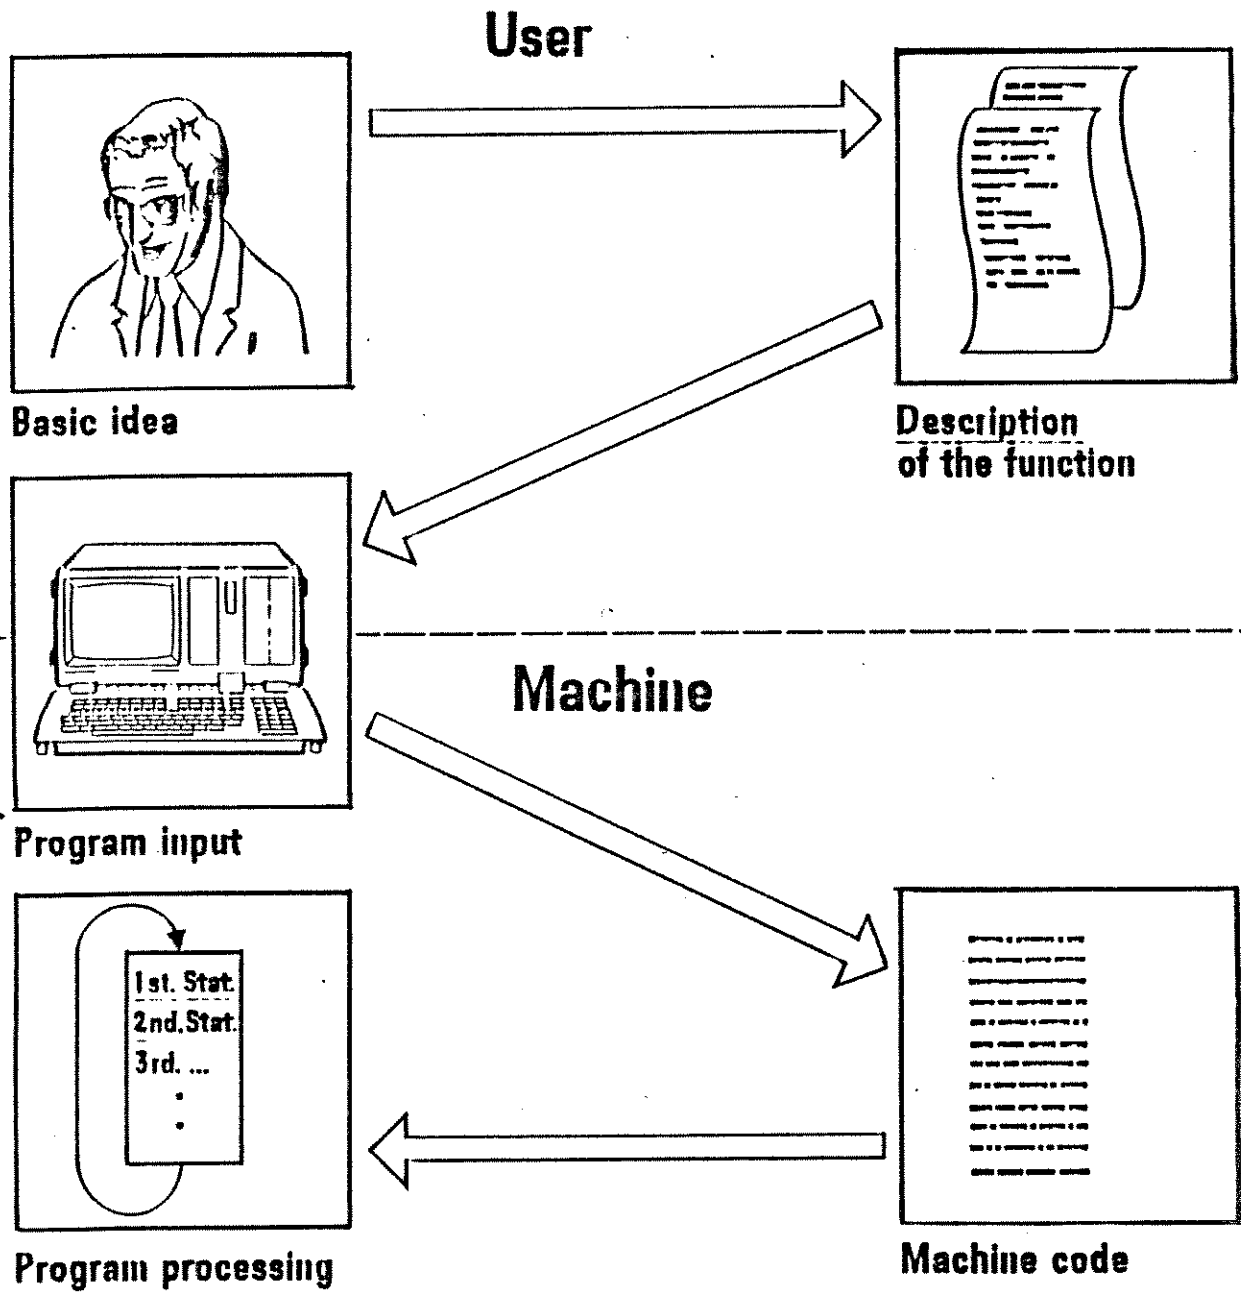 User
Basic idea
Description
of the function
Program input
Machine
1st. Stat.
2nd. Stat.
3rd. ...
Program processing
Machine code